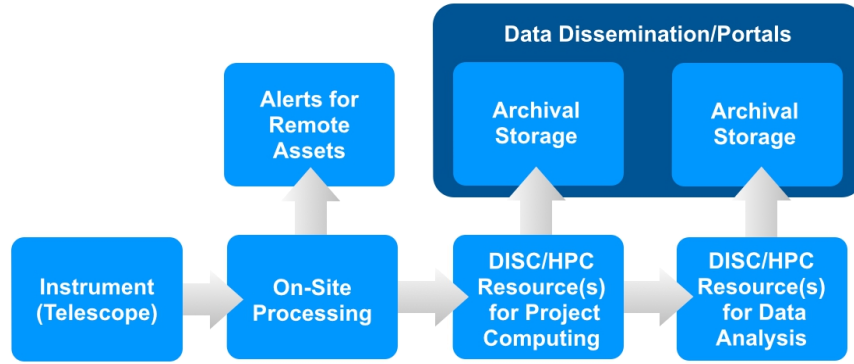 Data Dissemination/Portals
Alerts for
Remote
Assets
Archival
Storage
Archival
Storage
Instrument
(Telescope)
On-Site
Processing
DISC/HPC
Resource(s)
for Project
Computing
DISC/HPC
Resource(s)
for Data
Analysis